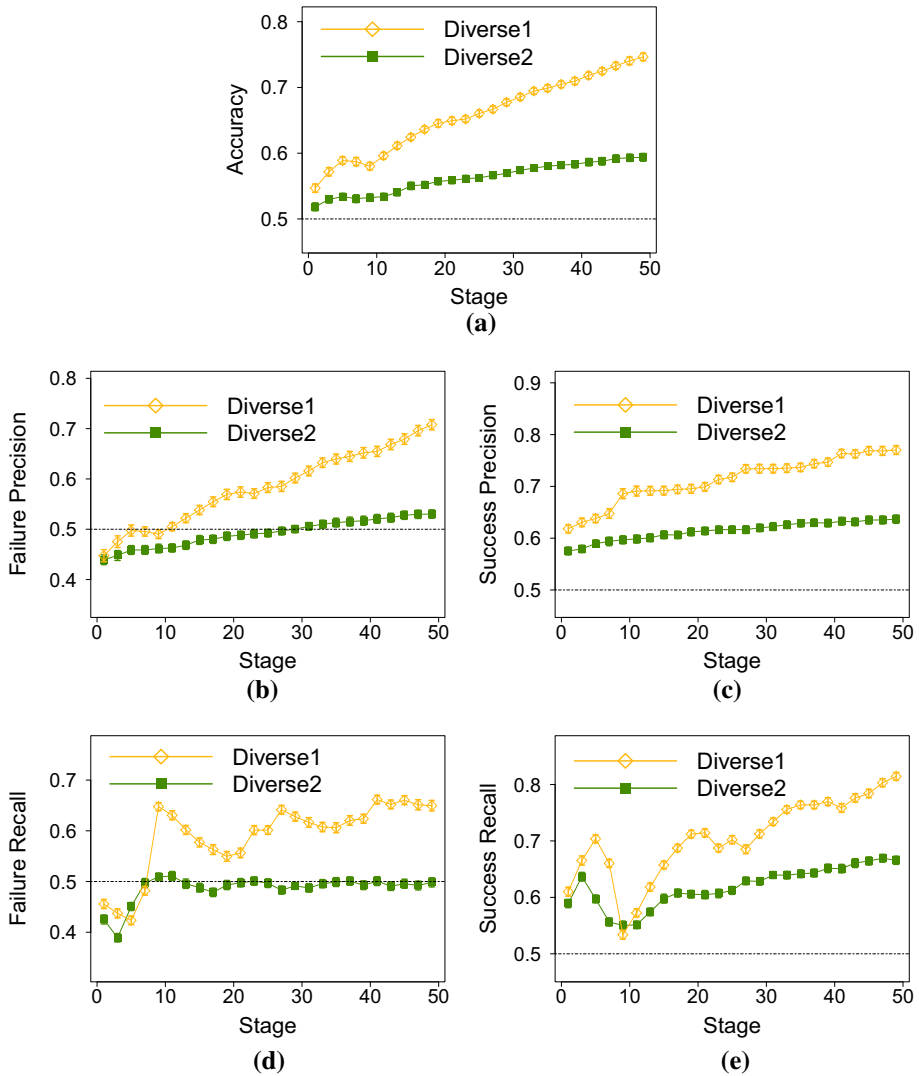 0.8
Diverse1
Diverse2
0.7
Accuracy
0.6
0.5
0 10 20 30 40 50
Stage
(a)
0.8
Diverse1
Diverse2
0.7
Failure Precision
0.6
0.5
0.4
0 10 20 30 40 50
Stage
(b)
0.9
Diverse1
0.8
Diverse2
Success Precision
0.7
0.6
0.5
0 10 20 30 40 50
Stage
(c)
Diverse1
0.7
Diverse2
Failure Recall
0.6
0.5
0.4
0 10 20 30 40 50
Stage
(d)
Diverse1
0.8
Diverse2
Success Recall
0.7
0.6
0.5
0 10 20 30 40 50
Stage
(e)